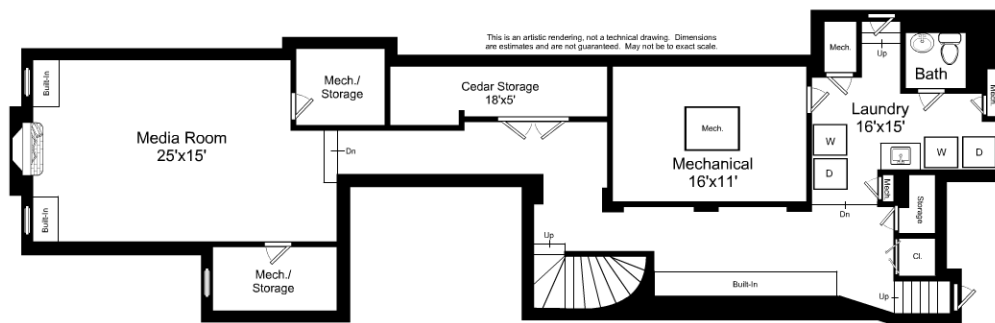 This is an artistic rendering, not a technical drawing. Dimensions
are estimates and are not guaranteed. May not be to exact scale.
Built-In
Mech./
Storage
Cedar Storage
18'x5'
Mech.
Up
Bath
Mech.
Media Room
25'x15'
Dn
Mech.
Mechanical
16'x11'
Laundry
16'x15'
W
D
W
D
Mech.
Dn
Storage
Built-In
Mech./
Storage
Up
Cl.
Built-In
Up